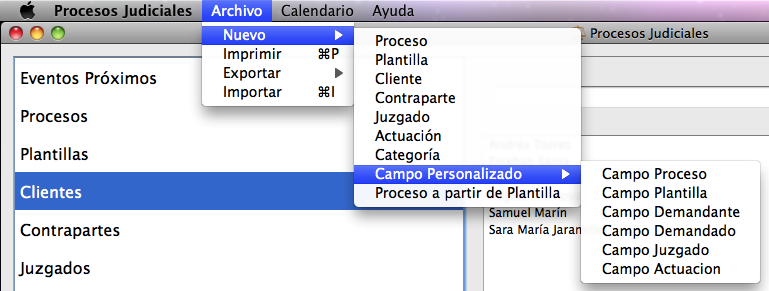 Procesos Judiciales Archivo Calendario Ayuda
Procesos Judiciales
Nuevo
Imprimir ⌘P
Exportar
Importar ⌘I
Proceso
Plantilla
Cliente
Contraparte
Juzgado
Actuación
Categoría
Campo Personalizado
Proceso a partir de Plantilla
Campo Proceso
Campo Plantilla
Campo Demandante
Campo Demandado
Campo Juzgado
Campo Actuacion
Eventos Próximos
Procesos
Plantillas
Clientes
Contrapartes
Juzgados
Samuel Marín
Sara María Jaran